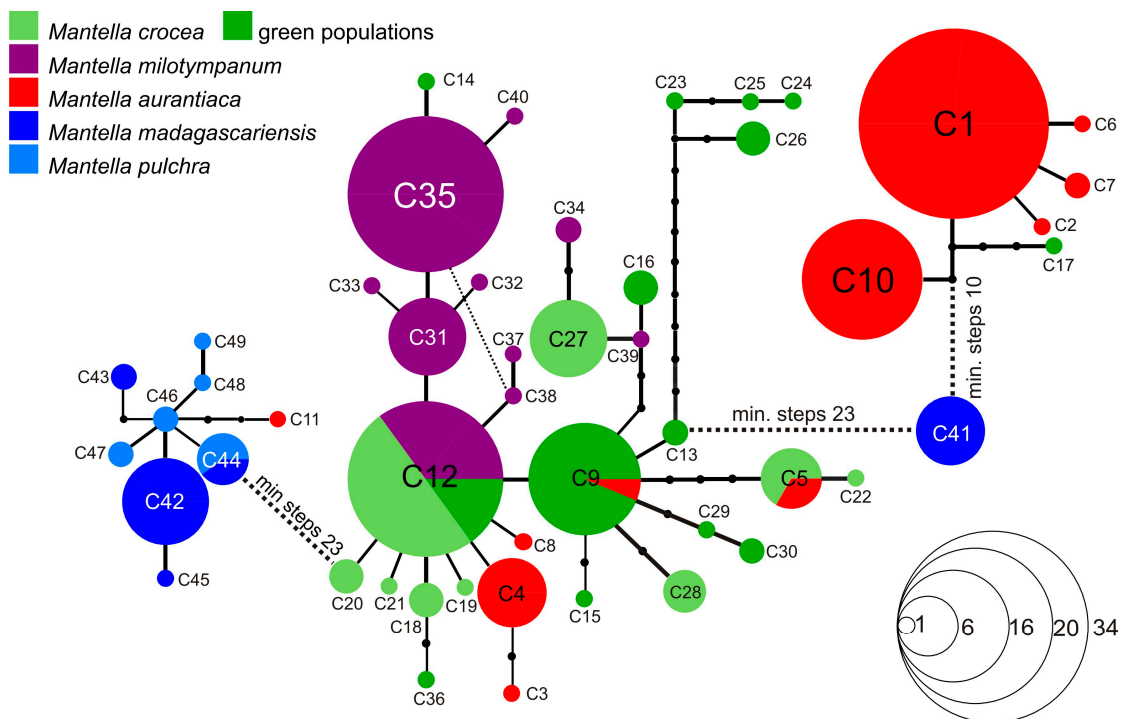 Mantella crocea
green populations
Mantella milotympanum
Mantella aurantiaca
Mantella madagascariensis
Mantella pulchra
C14
C40
C35
C23
C25
C24
C26
C1
C6
C7
C2
C17
C10
min. steps 10
C34
C16
C33
C32
C31
C27
C39
C37
C38
C49
C43
C48
C46
C11
C47
C44
C42
C45
min steps 23
C12
C9
C13
min. steps 23
C41
C5
C22
C29
C30
C8
C20
C21
C19
C18
C4
C28
C15
C36
C3
1
6
16
20
34